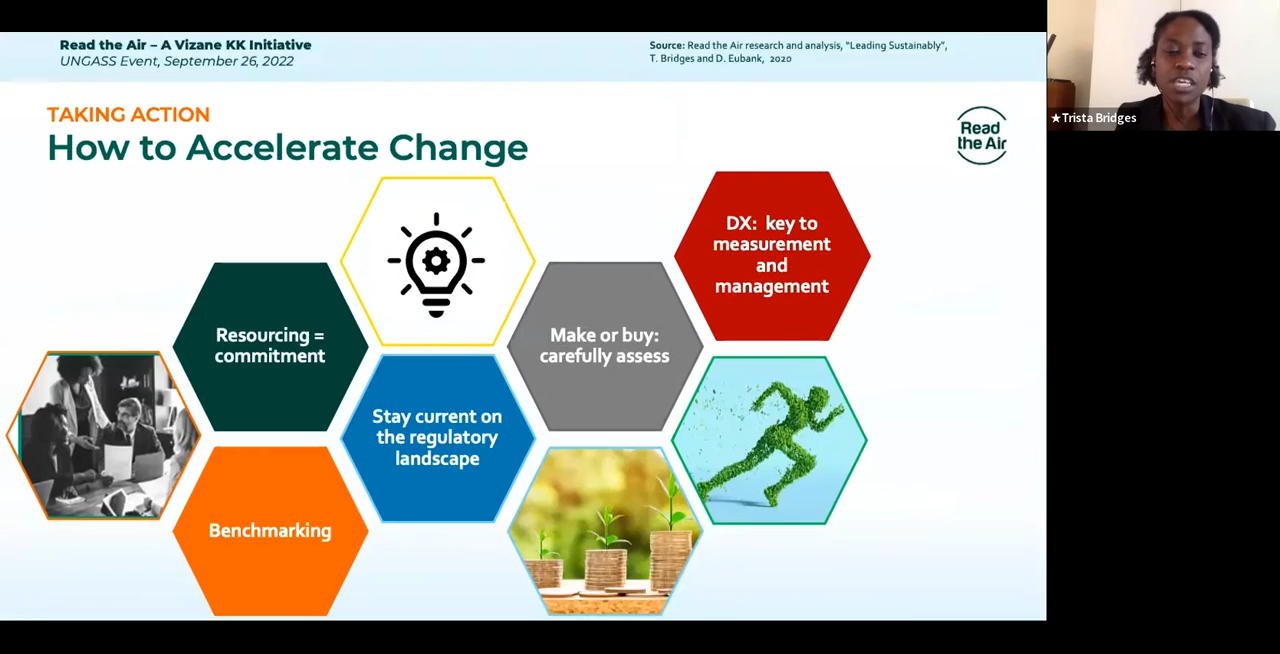 Read the Air – A Vizane KK Initiative
UNGASS Event, September 26, 2022
Source: Read the Air research and analysis, “Leading Sustainably”,
T. Bridges and D. Eubank, 2020
★Trista Bridges
TAKING ACTION
How to Accelerate Change
Read
the Air
DX: key to
measurement
and
management
Resourcing =
commitment
Make or buy:
carefully assess
Stay current on
the regulatory
landscape
Benchmarking